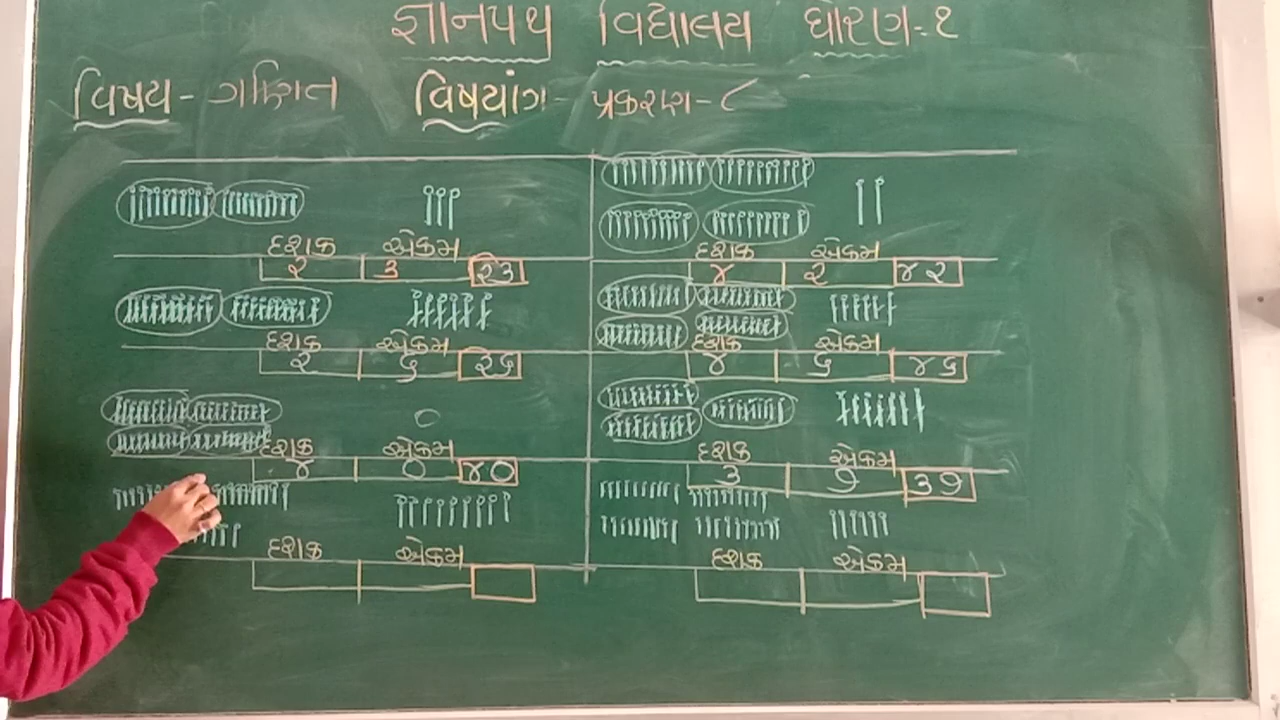 જ્ઞાનપથ વિદ્યાલય ધોરણ-૧
વિષય - ગણિત વિષયાંગ - પ્રકરણ - ૮
દશક એકમ
૨ ૩ ૨૩
દશક એકમ
૪ ૨ ૪૨
દશક એકમ
૨ ૬ ૨૬
દશક એકમ
૪ ૬ ૪૬
૦
દશક એકમ
૪ ૦ ૪૦
દશક એકમ
૩ ૭ ૩૭
દશક એકમ
દશક એકમ